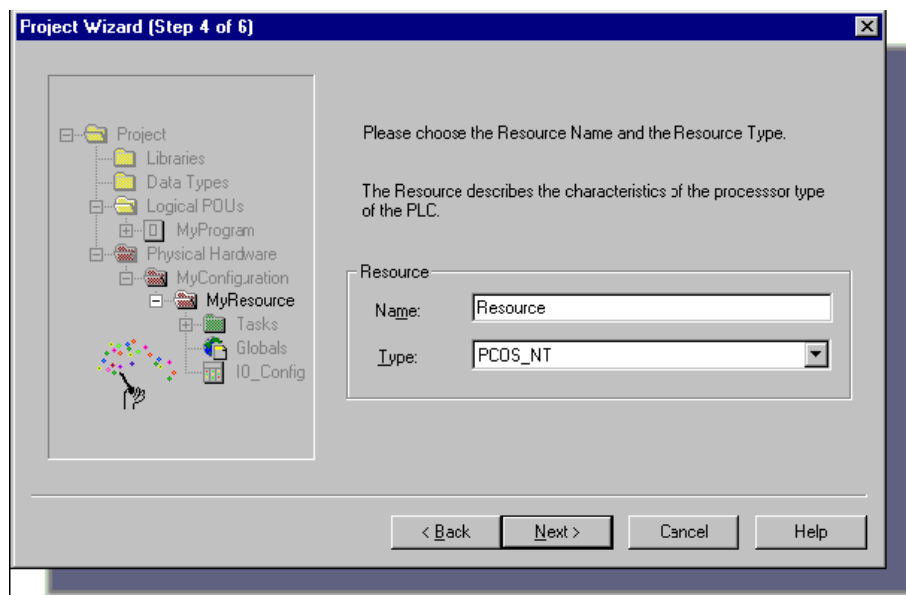 Project Wizard (Step 4 of 6)
Project
Libraries
Data Types
Logical POUs
MyProgram
Physical Hardware
MyConfiguration
MyResource
Tasks
Globals
IO_Config
Please choose the Resource Name and the Resource Type.
The Resource describes the characteristics of the processsor type
of the PLC.
Resource
Name:
Resource
Type:
PCOS_NT
< Back
Next >
Cancel
Help